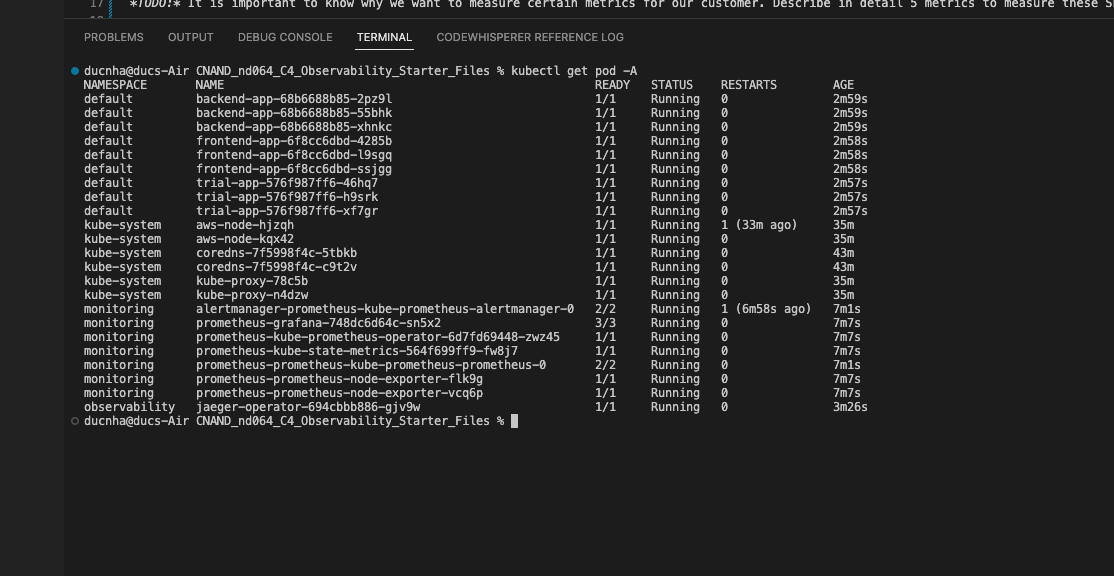 17 *TODO:* It is important to know why we want to measure certain metrics for our customer. Describe in detail 5 metrics to measure these
PROBLEMS OUTPUT DEBUG CONSOLE TERMINAL CODEWHISPERER REFERENCE LOG
ducnha@ducs-Air CNAND_nd064_C4_Observability_Starter_Files % kubectl get pod -A
NAMESPACE NAME READY STATUS RESTARTS AGE
default backend-app-68b6688b85-2pz9l 1/1 Running 0 2m59s
default backend-app-68b6688b85-55bhk 1/1 Running 0 2m59s
default backend-app-68b6688b85-xhnkc 1/1 Running 0 2m59s
default frontend-app-6f8cc6dbd-4285b 1/1 Running 0 2m58s
default frontend-app-6f8cc6dbd-l9sgq 1/1 Running 0 2m58s
default frontend-app-6f8cc6dbd-ssjgg 1/1 Running 0 2m58s
default trial-app-576f987ff6-46hq7 1/1 Running 0 2m57s
default trial-app-576f987ff6-h9srk 1/1 Running 0 2m57s
default trial-app-576f987ff6-xf7gr 1/1 Running 0 2m57s
kube-system aws-node-hjzqh 1/1 Running 1 (33m ago) 35m
kube-system aws-node-kqx42 1/1 Running 0 35m
kube-system coredns-7f5998f4c-5tbkb 1/1 Running 0 43m
kube-system coredns-7f5998f4c-c9t2v 1/1 Running 0 43m
kube-system kube-proxy-78c5b 1/1 Running 0 35m
kube-system kube-proxy-n4dzw 1/1 Running 0 35m
monitoring alertmanager-prometheus-kube-prometheus-alertmanager-0 2/2 Running 1 (6m58s ago) 7m1s
monitoring prometheus-grafana-748dc6d64c-sn5x2 3/3 Running 0 7m7s
monitoring prometheus-kube-prometheus-operator-6d7fd69448-zwz45 1/1 Running 0 7m7s
monitoring prometheus-kube-state-metrics-564f699ff9-fw8j7 1/1 Running 0 7m7s
monitoring prometheus-prometheus-kube-prometheus-prometheus-0 2/2 Running 0 7m1s
monitoring prometheus-prometheus-node-exporter-flk9g 1/1 Running 0 7m7s
monitoring prometheus-prometheus-node-exporter-vcq6p 1/1 Running 0 7m7s
observability jaeger-operator-694cbbb886-gjv9w 1/1 Running 0 3m26s
ducnha@ducs-Air CNAND_nd064_C4_Observability_Starter_Files %